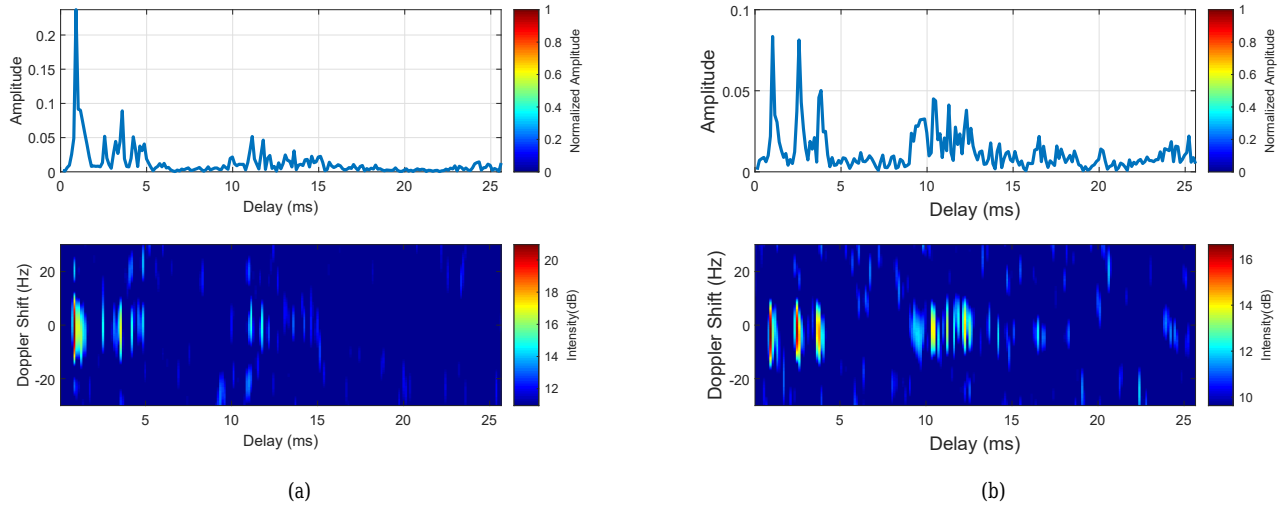 0.2
0.15
0.1
0.05
0
Amplitude
0 5 10 15 20 25
Delay (ms)
1
0.8
0.6
0.4
0.2
0
Normalized Amplitude
20
0
-20
Doppler Shift (Hz)
5 10 15 20 25
Delay (ms)
20
18
16
14
12
Intensity(dB)
(a)
0.1
0.05
0
Amplitude
0 5 10 15 20 25
Delay (ms)
1
0.8
0.6
0.4
0.2
0
Normalized Amplitude
20
0
-20
Doppler Shift (Hz)
5 10 15 20 25
Delay (ms)
16
14
12
10
Intensity(dB)
(b)